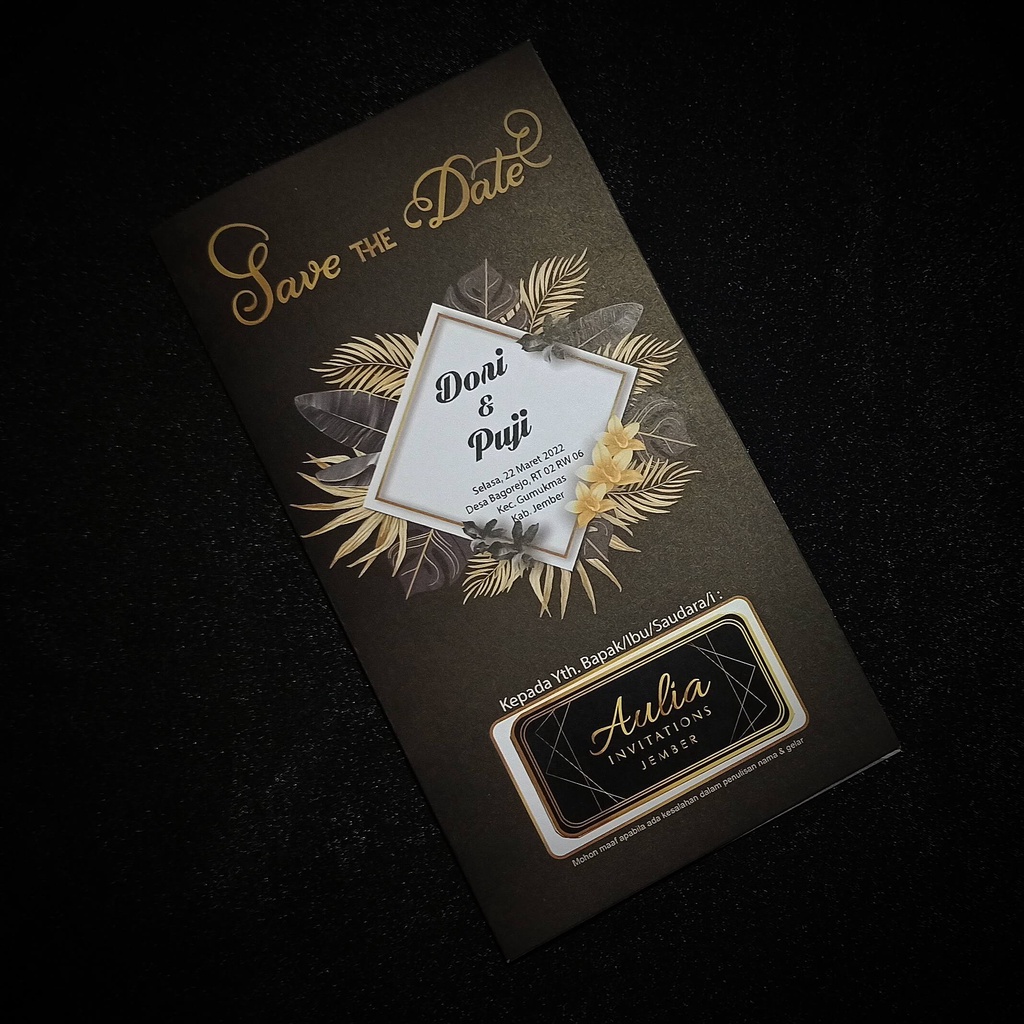 Save THE Date
Dori
&
Puji
Selasa, 22 Maret 2022
Desa Bagorejo, RT 02 RW 06
Kec. Gumukmas
Kab. Jember
Kepada Yth. Bapak/Ibu/Saudara/i :
Aulia
INVITATIONS
JEMBER
Mohon maaf apabila ada kesalahan dalam penulisan nama & gelar